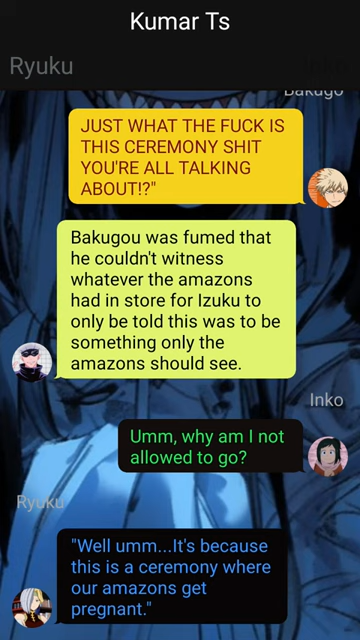 Kumar Ts
Ryuku
Inko
Bakugo
JUST WHAT THE FUCK IS
THIS CEREMONY SHIT
YOU'RE ALL TALKING
ABOUT!?"
Bakugou was fumed that
he couldn't witness
whatever the amazons
had in store for Izuku to
only be told this was to be
something only the
amazons should see.
Inko
Umm, why am I not
allowed to go?
Ryuku
"Well umm...It's because
this is a ceremony where
our amazons get
pregnant."